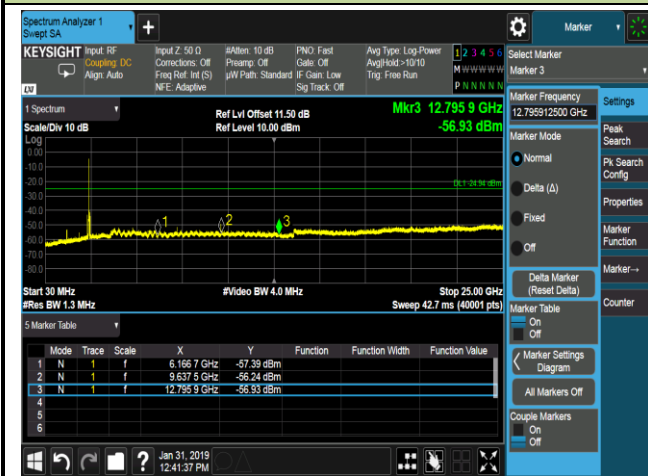 Spectrum Analyzer 1
Swept SA
Marker
KEYSIGHT
Input: RF
Coupling: DC
Align: Auto
Input Z: 50 Ω
Corrections: Off
Freq Ref: Int (S)
NFE: Adaptive
#Atten: 10 dB
Preamp: Off
µW Path: Standard
PNO: Fast
Gate: Off
IF Gain: Low
Sig Track: Off
Avg Type: Log-Power
Avg|Hold:>10/10
Trig: Free Run
1 2 3 4 5 6
M W W W W W
P N N N N N
LXI
Select Marker
Marker 3
1 Spectrum
Scale/Div 10 dB
Log
Ref Lvl Offset 11.50 dB
Ref Level 10.00 dBm
Mkr3 12.795 9 GHz
-56.93 dBm
0.00
-10.0
-20.0
-30.0
-40.0
-50.0
-60.0
-70.0
-80.0
DL1 -24.94 dBm
1
2
3
Start 30 MHz
#Res BW 1.3 MHz
#Video BW 4.0 MHz
Stop 25.00 GHz
Sweep 42.7 ms (40001 pts)
5 Marker Table
Mode Trace Scale X Y Function Function Width Function Value
1 N 1 f 6.166 7 GHz -57.39 dBm
2 N 1 f 9.637 5 GHz -56.24 dBm
3 N 1 f 12.795 9 GHz -56.93 dBm
4
5
6
Marker Frequency
12.795912500 GHz
Marker Mode
Normal
Delta (Δ)
Fixed
Off
Delta Marker
(Reset Delta)
Marker Table
On
Off
Marker Settings
Diagram
All Markers Off
Couple Markers
On
Off
Settings
Peak
Search
Pk Search
Config
Properties
Marker
Function
Marker→
Counter
?
Jan 31, 2019
12:41:37 PM